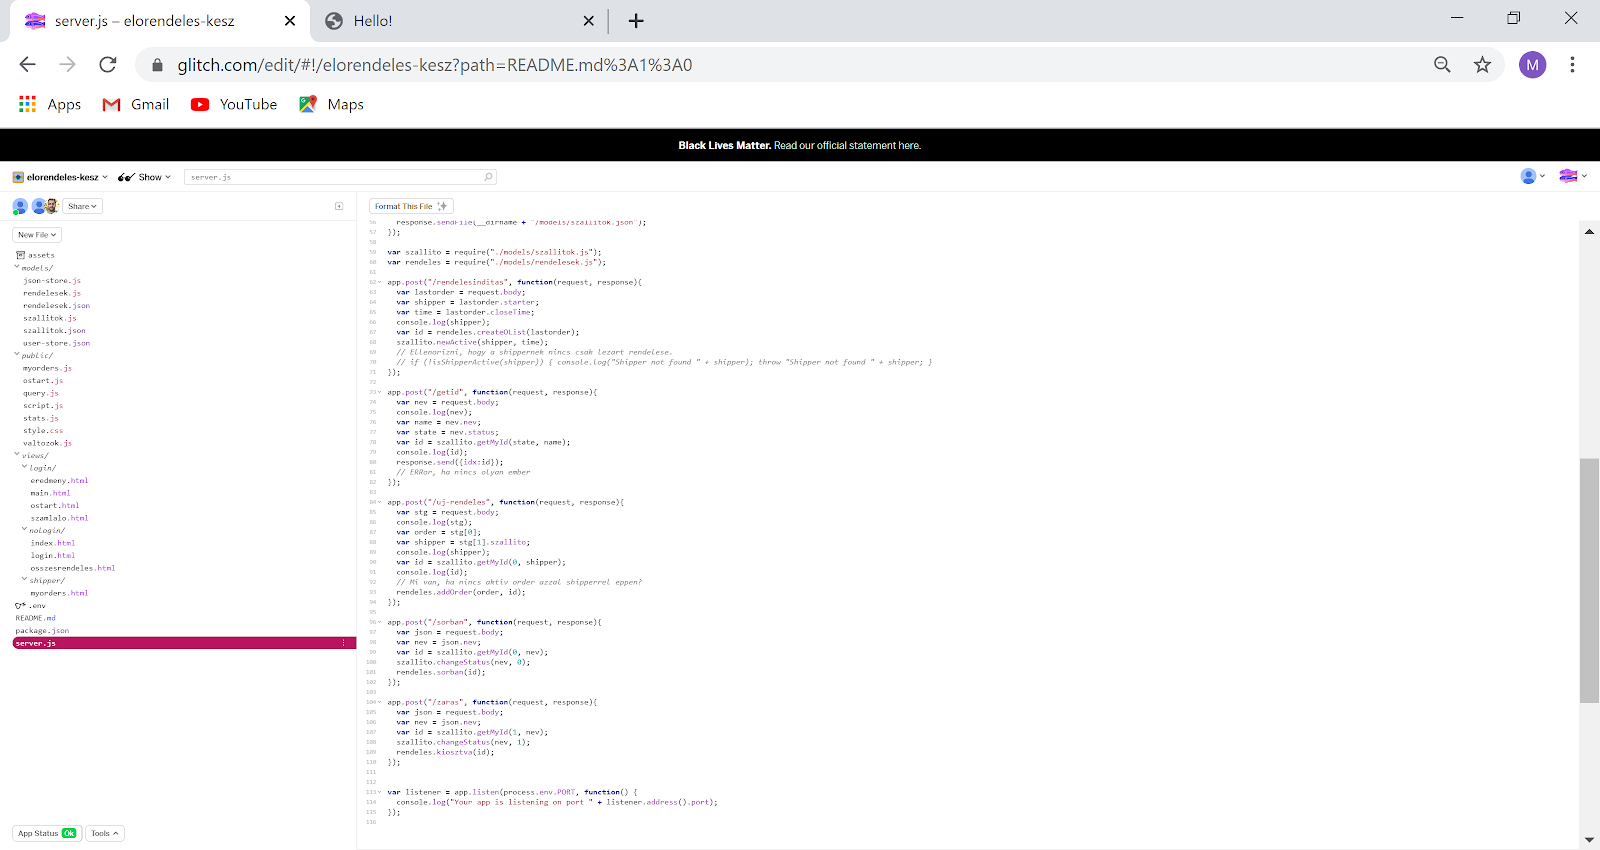 server.js – elorendeles-kesz
Hello!
glitch.com/edit/#!/elorendeles-kesz?path=README.md%3A1%3A0
M
Apps
Gmail
YouTube
Maps
Black Lives Matter. Read our official statement here.
elorendeles-kesz
Show
server.js
Share
Format This File
New File
assets
models/
json-store.js
rendelesek.js
rendelesek.json
szallitok.js
szallitok.json
user-store.json
public/
myorders.js
ostart.js
query.js
script.js
stats.js
style.css
valtozok.js
views/
login/
eredmeny.html
main.html
ostart.html
szamlalo.html
nologin/
index.html
login.html
osszesrendeles.html
shipper/
myorders.html
.env
README.md
package.json
server.js
App Status Ok
Tools
56 response.sendFile(__dirname + "/models/szallitok.json");
57 });
58
59 var szallito = require("./models/szallitok.js");
60 var rendeles = require("./models/rendelesek.js");
61
62 app.post("/rendelesinditas", function(request, response){
63 var lastorder = request.body;
64 var shipper = lastorder.starter;
65 var time = lastorder.closeTime;
66 console.log(shipper);
67 var id = rendeles.createOList(lastorder);
68 szallito.newActive(shipper, time);
69 // Ellenorizni, hogy a shippernek nincs csak lezart rendelese.
70 // if (!isShipperActive(shipper)) { console.log("Shipper not found " + shipper); throw "Shipper not found " + shipper; }
71 });
72
73 app.post("/getid", function(request, response){
74 var nev = request.body;
75 console.log(nev);
76 var name = nev.nev;
77 var state = nev.status;
78 var id = szallito.getMyId(state, name);
79 console.log(id);
80 response.send({idx:id});
81 // ERRor, ha nincs olyan ember
82 });
83
84 app.post("/uj-rendeles", function(request, response){
85 var stg = request.body;
86 console.log(stg);
87 var order = stg[0];
88 var shipper = stg[1].szallito;
89 console.log(shipper);
90 var id = szallito.getMyId(0, shipper);
91 console.log(id);
92 // Mi van, ha nincs aktiv order azzal shipperrel eppen?
93 rendeles.addOrder(order, id);
94 });
95
96 app.post("/sorban", function(request, response){
97 var json = request.body;
98 var nev = json.nev;
99 var id = szallito.getMyId(0, nev);
100 szallito.changeStatus(nev, 0);
101 rendeles.sorban(id);
102 });
103
104 app.post("/zaras", function(request, response){
105 var json = request.body;
106 var nev = json.nev;
107 var id = szallito.getMyId(1, nev);
108 szallito.changeStatus(nev, 1);
109 rendeles.kiosztva(id);
110 });
111
112
113 var listener = app.listen(process.env.PORT, function() {
114 console.log("Your app is listening on port " + listener.address().port);
115 });
116